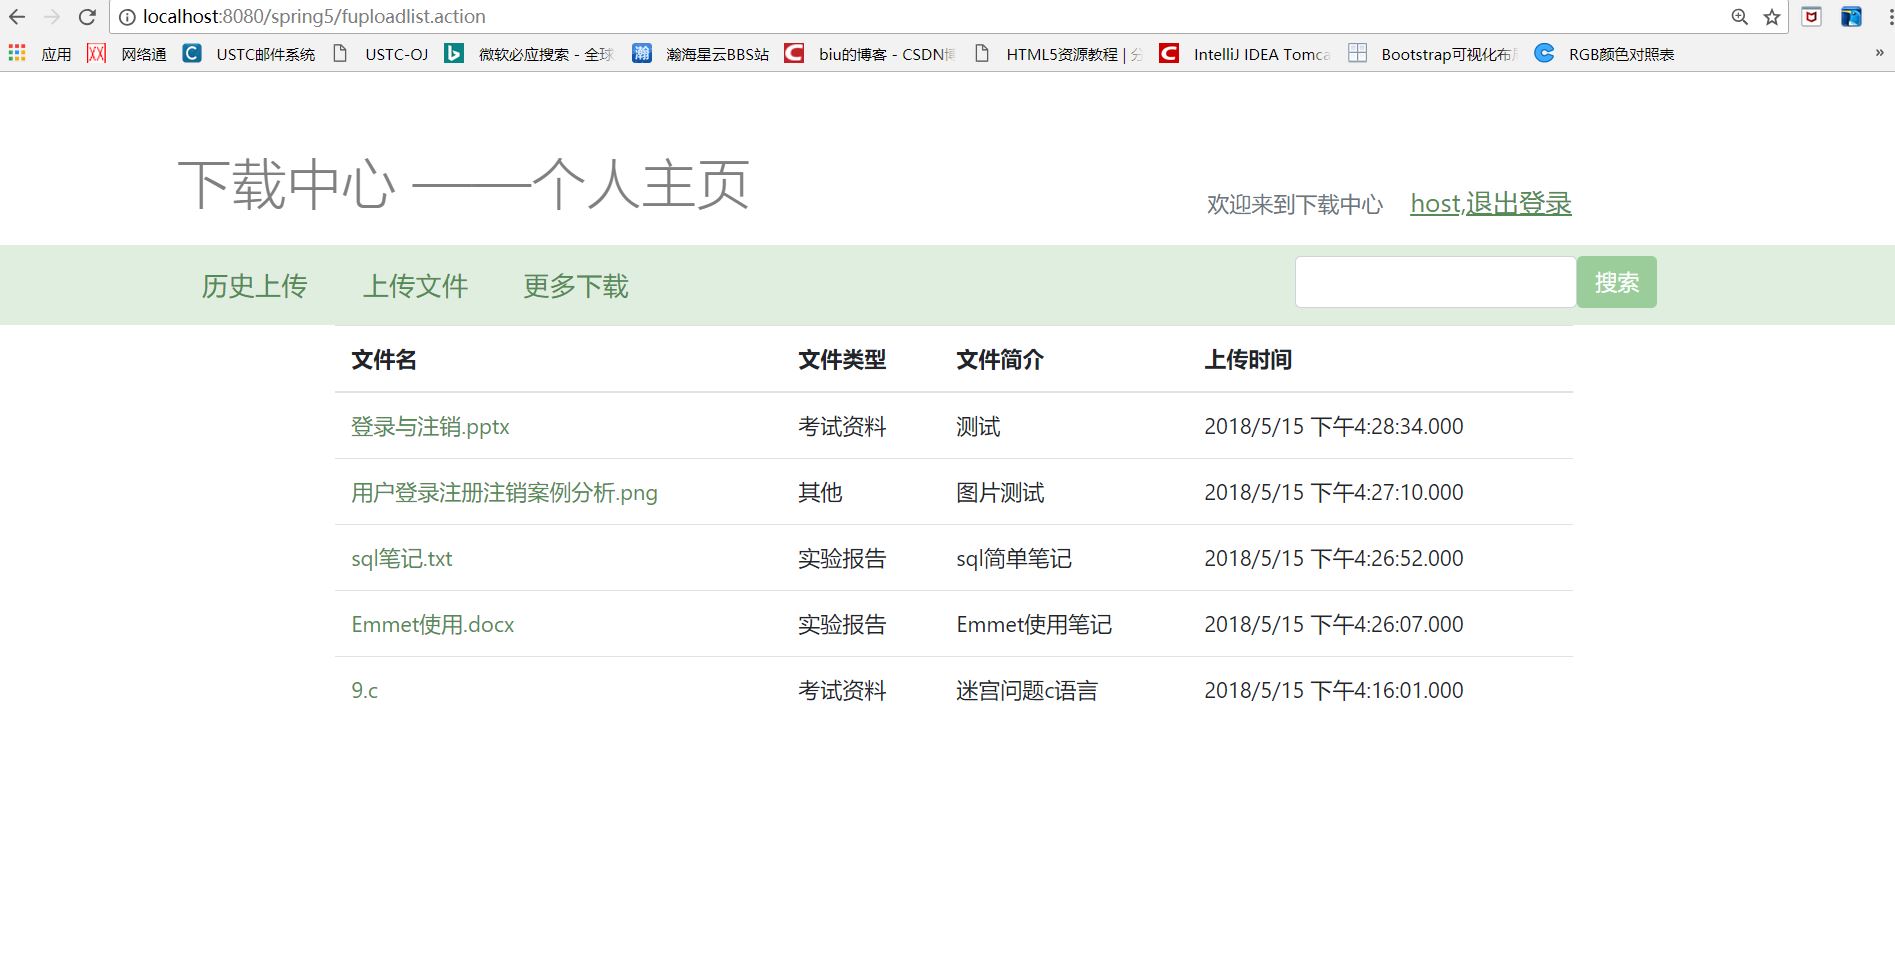 localhost:8080/spring5/fuploadlist.action
应用 网络通 USTC邮件系统 USTC-OJ 微软必应搜索 - 全球 瀚海星云BBS站 biu的博客 - CSDN博 HTML5资源教程 | 分 IntelliJ IDEA Tomca Bootstrap可视化布局 RGB颜色对照表 »
下载中心 ——个人主页
欢迎来到下载中心 host,退出登录
历史上传 上传文件 更多下载 搜索
文件名 文件类型 文件简介 上传时间
登录与注销.pptx 考试资料 测试 2018/5/15 下午4:28:34.000
用户登录注册注销案例分析.png 其他 图片测试 2018/5/15 下午4:27:10.000
sql笔记.txt 实验报告 sql简单笔记 2018/5/15 下午4:26:52.000
Emmet使用.docx 实验报告 Emmet使用笔记 2018/5/15 下午4:26:07.000
9.c 考试资料 迷宫问题c语言 2018/5/15 下午4:16:01.000